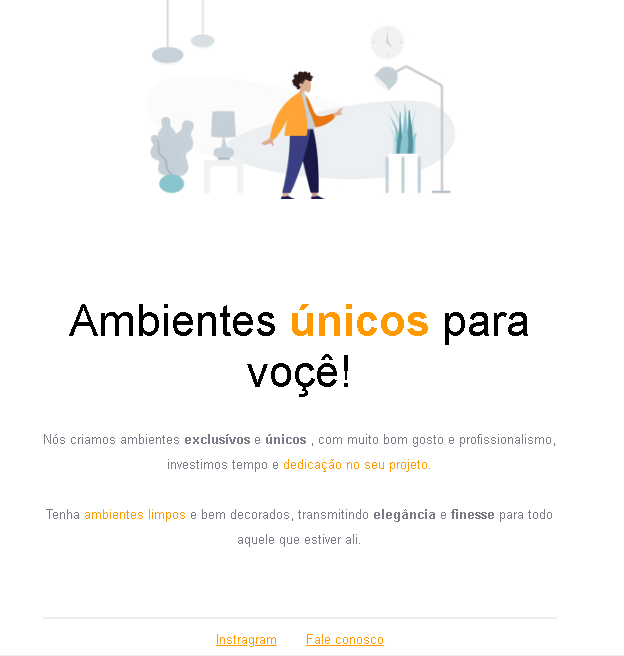 Ambientes únicos para
voçê!
Nós criamos ambientes exclusívos e únicos , com muito bom gosto e profissionalismo,
investimos tempo e dedicação no seu projeto.
Tenha ambientes limpos e bem decorados, transmitindo elegância e finesse para todo
aquele que estiver ali.
Instragram Fale conosco